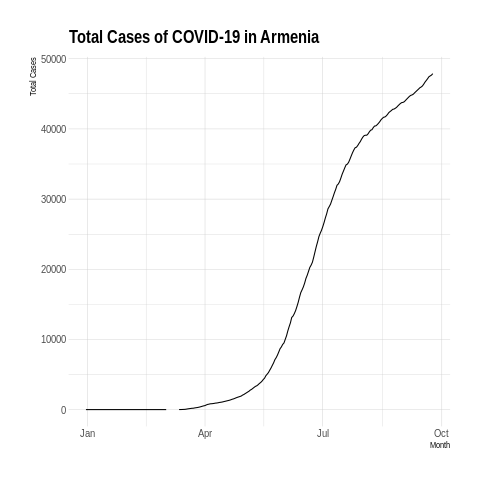 Total Cases of COVID-19 in Armenia
Total Cases
50000
40000
30000
20000
10000
0
Jan Apr Jul Oct
Month